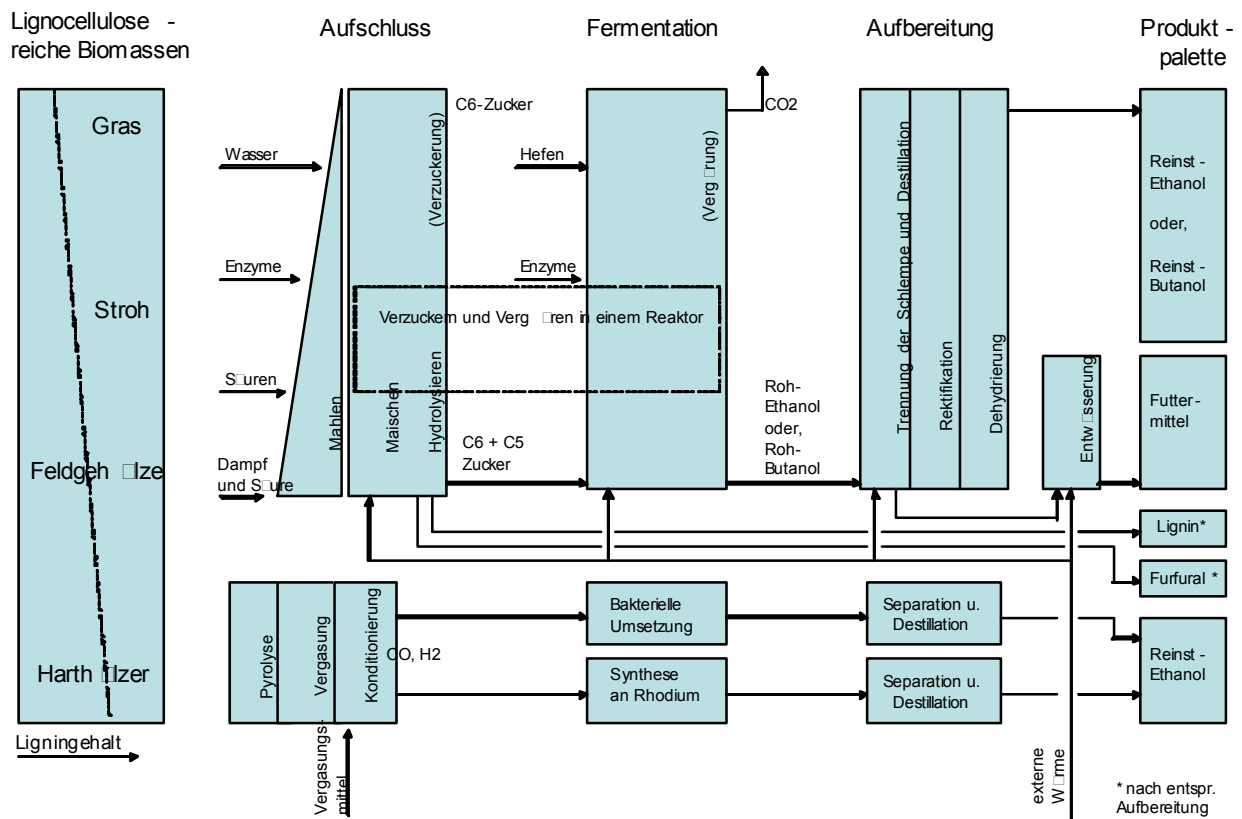 Lignocellulose -
reiche Biomassen
Aufschluss
Fermentation
Aufbereitung
Produkt -
palette
Gras
Stroh
Feldgeh □lze
Harth □lzer
Ligningehalt
Wasser
Enzyme
S□uren
Dampf
und S□ure
Mahlen
Maischen
(Verzuckerung)
Hydrolysieren
C6-Zucker
Hefen
Enzyme
Verzuckern und Verg □ren in einem Reaktor
C6 + C5
Zucker
(Verg □rung)
CO2
Roh-
Ethanol
oder,
Roh-
Butanol
Trennung der Schlempe und Destillation
Rektifikation
Dehydrierung
Entw □sserung
Reinst -
Ethanol
oder,
Reinst -
Butanol
Futter-
mittel
Lignin*
Furfural *
Pyrolyse
Vergasung
Konditionierung
CO, H2
Vergasungs-
mittel
Bakterielle
Umsetzung
Separation u.
Destillation
Synthese
an Rhodium
Separation u.
Destillation
Reinst -
Ethanol
externe
W □rme
* nach entspr.
Aufbereitung